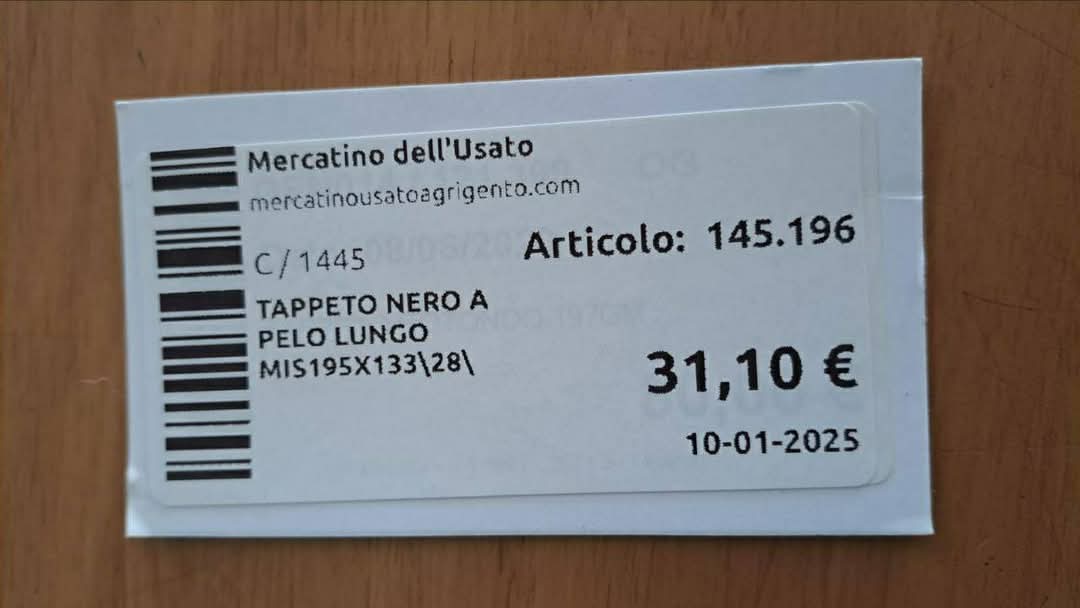 Mercatino dell'Usato
mercatinousatoagrigento.com
C/1445
Articolo: 145.196
TAPPETO NERO A
PELO LUNGO
MIS195X133\28\
31,10 €
10-01-2025